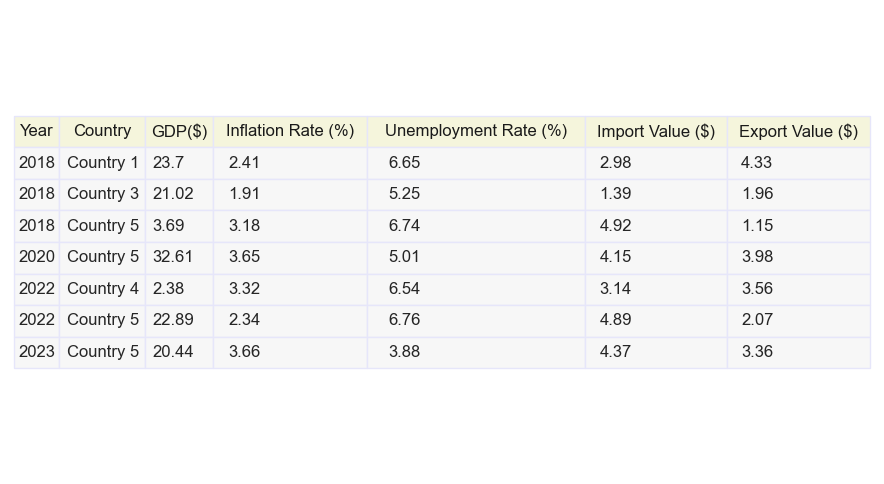 Year Country GDP($) Inflation Rate (%) Unemployment Rate (%) Import Value ($) Export Value ($)
2018 Country 1 23.7 2.41 6.65 2.98 4.33
2018 Country 3 21.02 1.91 5.25 1.39 1.96
2018 Country 5 3.69 3.18 6.74 4.92 1.15
2020 Country 5 32.61 3.65 5.01 4.15 3.98
2022 Country 4 2.38 3.32 6.54 3.14 3.56
2022 Country 5 22.89 2.34 6.76 4.89 2.07
2023 Country 5 20.44 3.66 3.88 4.37 3.36